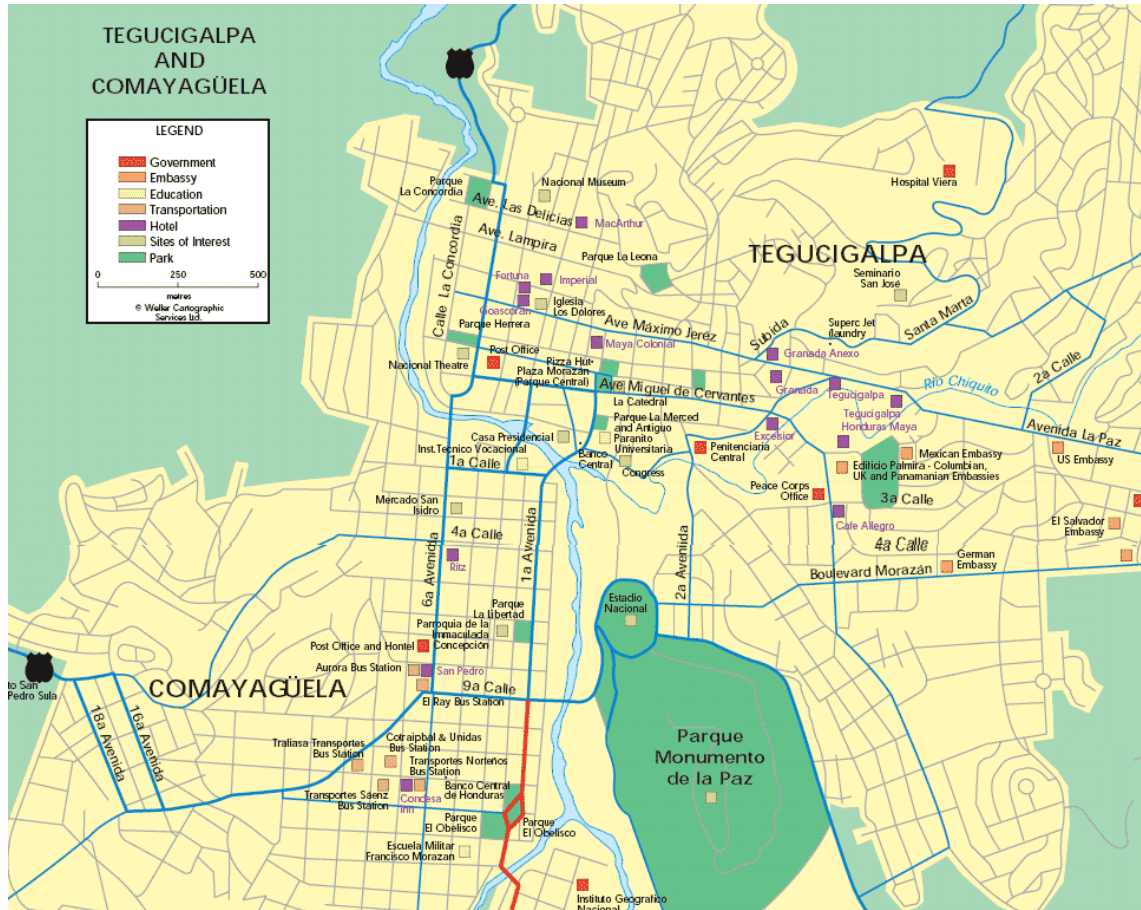 TEGUCIGALPA
AND
COMAYAGÜELA
LEGEND
Government
Embassy
Education
Transportation
Hotel
Sites of Interest
Park
0 250 500
metres
© Weller Cartographic
Services Ltd.
Parque
La Concordia
Nacional Museum
Ave. Las Delicias
MacArthur
Ave. Lampira
Hospital Viera
TEGUCIGALPA
Parque La Leona
Calle La Concordia
Fortuna
Imperial
Goascoran
Iglesia
Los Dolores
Seminario
San José
Parque Herrera
Ave Máximo Jeréz
Subida
Santa Marta
Superc Jet
(laundry
Post Office
Maya Colonial
Granada Anexo
2a Calle
Nacional Theatre
Pizza Hut
Plaza Morazán
(Parque Central)
Ave Miguel de Cervantes
Granada
Tegucigalpa
Río Chiquito
La Catedral
Tegucigalpa
Honduras Maya
Avenida La Paz
Parque La Merced
and Antiguo
Paranito
Universitaria
Casa Presidencial
Excelsior
Inst.Tecnico Vocacional
1a Calle
Banco
Central
Congress
Penitenciaria
Central
Mexican Embassy
US Embassy
Edificio Palmira - Columbian,
UK and Panamanian Embassies
Peace Corps
Office
3a Calle
Mercado San
Isidro
4a Calle
Cafe Allegro
El Salvador
Embassy
4a Calle
6a Avenida
1a Avenida
2a Aveniida
Ritz
German
Embassy
Boulevard Morazán
Parque
La Libertad
Estadio
Nacional
Parroquia de la
Immaculada
Concepción
Post Office and Hontel
Aurora Bus Station
San Pedro
to San
Pedro Sula
COMAYAGÜELA
9a Calle
El Ray Bus Station
18a Avenida
16a Avenida
Parque
Monumento
de la Paz
Traliasa Transportes
Bus Station
Cotraipbal & Unidas
Bus Station
Transportes Norteños
Bus Station
Transportes Sáenz
Bus Station
Concesa
Inn
Banco Central
de Honduras
Parque
El Obelisco
Parque
El Obelisco
Escuela Militar
Francisco Morazan
Instituto Geografico
Nacional